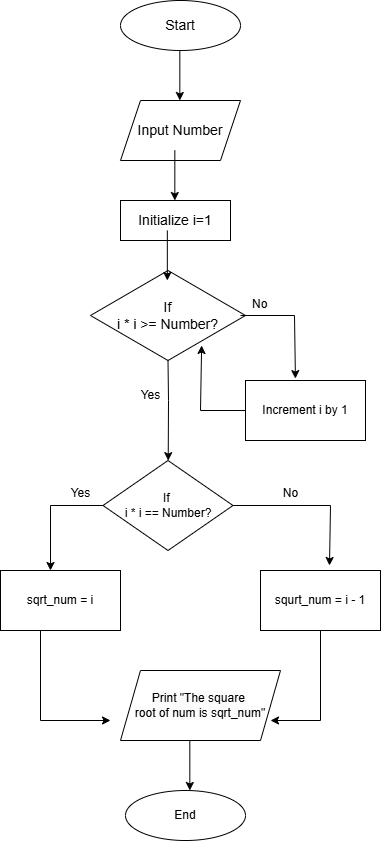 Start
Input Number
Initialize i=1
If
i * i >= Number?
No
Increment i by 1
Yes
If
i * i == Number?
Yes
No
sqrt_num = i
squrt_num = i - 1
Print "The square
root of num is sqrt_num"
End